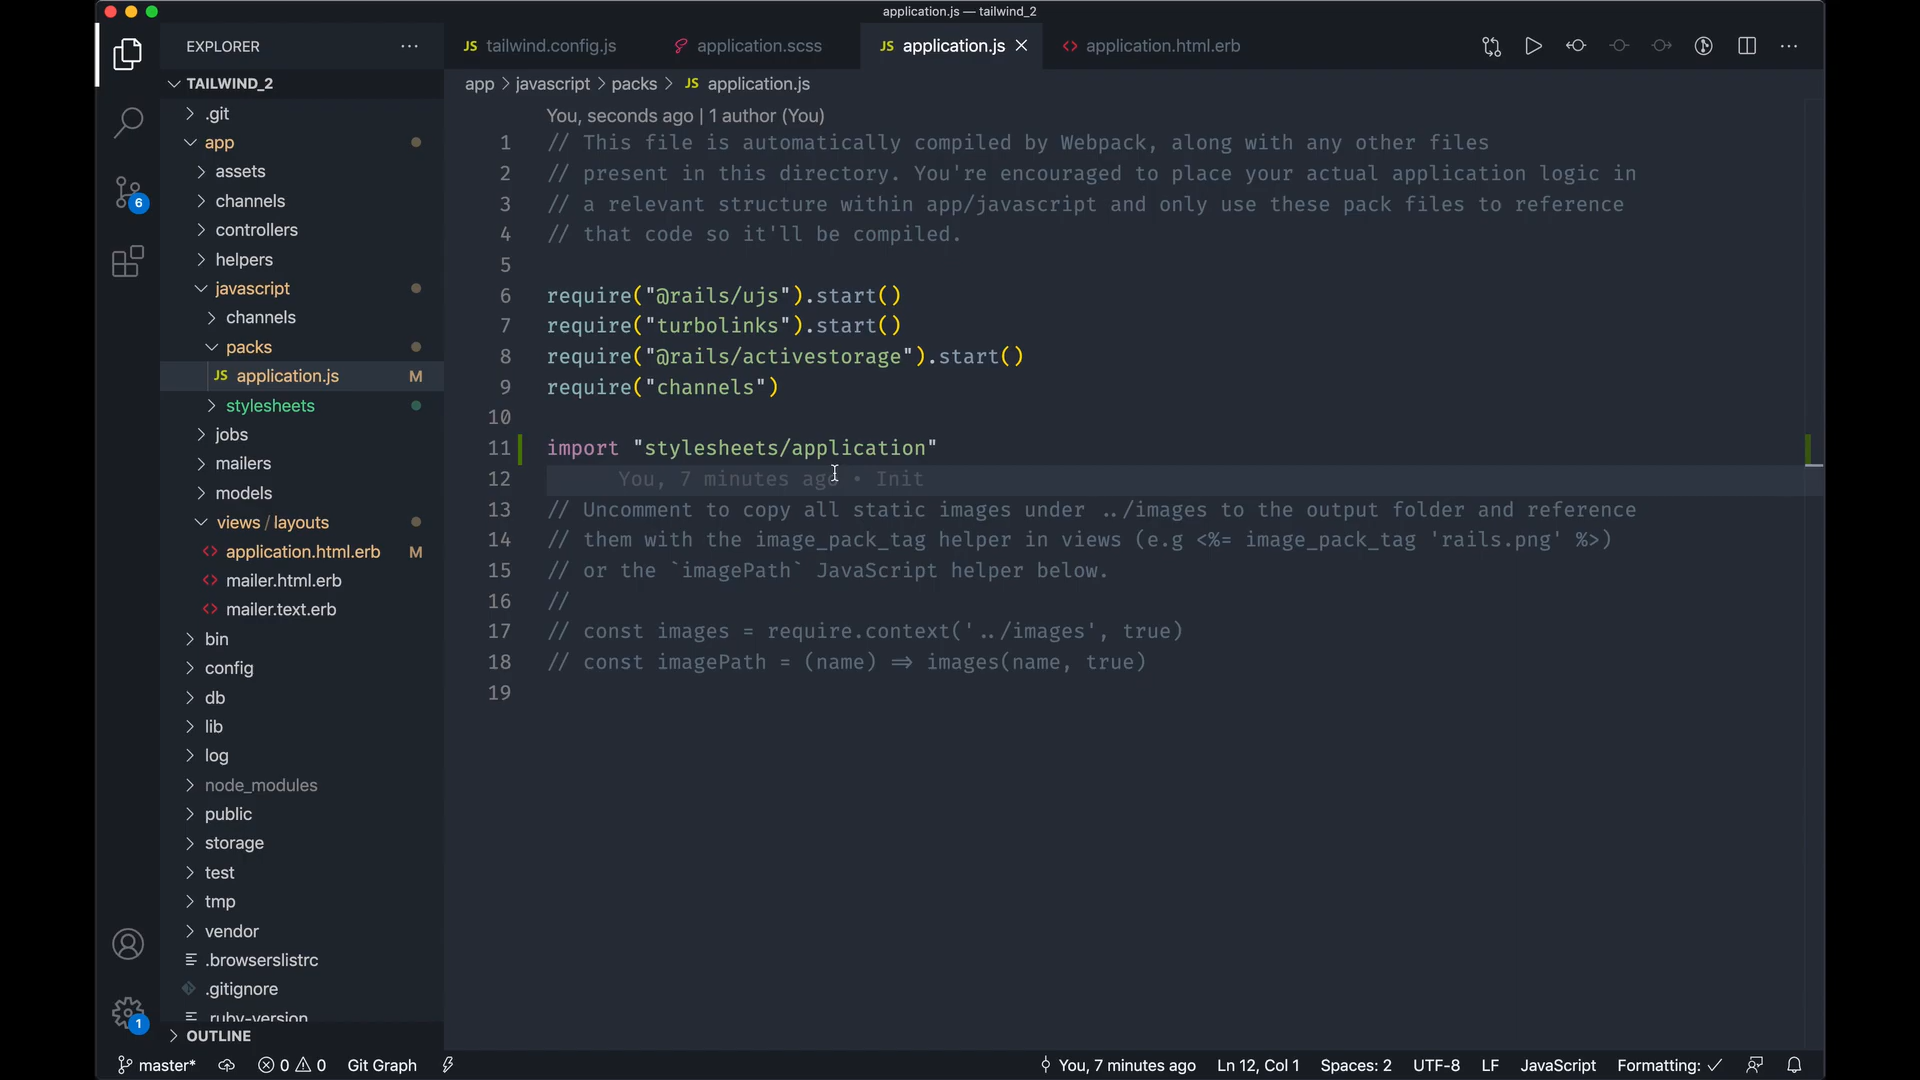 application.js — tailwind_2
EXPLORER
TAILWIND_2
.git
app
assets
channels
controllers
helpers
javascript
channels
packs
JS application.js M
stylesheets
jobs
mailers
models
views / layouts
application.html.erb M
mailer.html.erb
mailer.text.erb
bin
config
db
lib
log
node_modules
public
storage
test
tmp
vendor
.browserslistrc
.gitignore
.ruby-version
OUTLINE
6
1
JS tailwind.config.js
application.scss
JS application.js
application.html.erb
app > javascript > packs > JS application.js
You, seconds ago | 1 author (You)
1 // This file is automatically compiled by Webpack, along with any other files
2 // present in this directory. You're encouraged to place your actual application logic in
3 // a relevant structure within app/javascript and only use these pack files to reference
4 // that code so it'll be compiled.
5
6 require("@rails/ujs").start()
7 require("turbolinks").start()
8 require("@rails/activestorage").start()
9 require("channels")
10
11 import "stylesheets/application"
12 You, 7 minutes ago • Init
13 // Uncomment to copy all static images under ../images to the output folder and reference
14 // them with the image_pack_tag helper in views (e.g <%= image_pack_tag 'rails.png' %>)
15 // or the `imagePath` JavaScript helper below.
16 //
17 // const images = require.context('../images', true)
18 // const imagePath = (name) => images(name, true)
19
master* 0 0 Git Graph You, 7 minutes ago Ln 12, Col 1 Spaces: 2 UTF-8 LF JavaScript Formatting: ✓